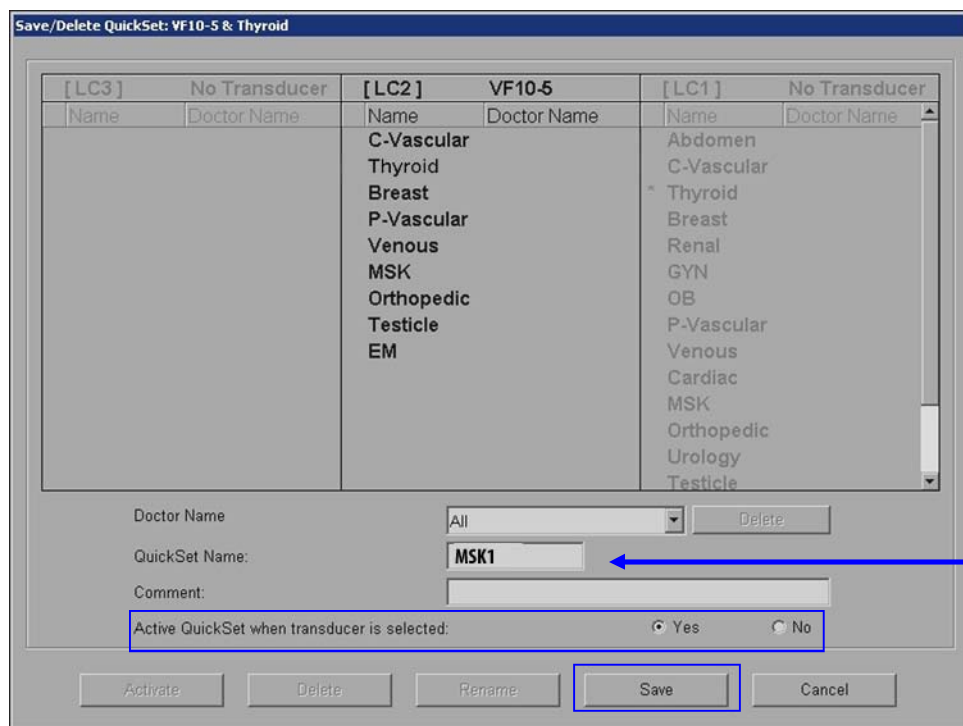 Save/Delete QuickSet: VF10-5 & Thyroid
[LC3] No Transducer [LC2] VF10-5 [LC1] No Transducer
Name Doctor Name Name Doctor Name Name Doctor Name
C-Vascular Abdomen
Thyroid C-Vascular
Breast * Thyroid
P-Vascular Breast
Venous Renal
MSK GYN
Orthopedic OB
Testicle P-Vascular
EM Venous
Cardiac
MSK
Orthopedic
Urology
Testicle
Doctor Name All Delete
QuickSet Name: MSK1
Comment:
Active QuickSet when transducer is selected: Yes No
Activate Delete Rename Save Cancel